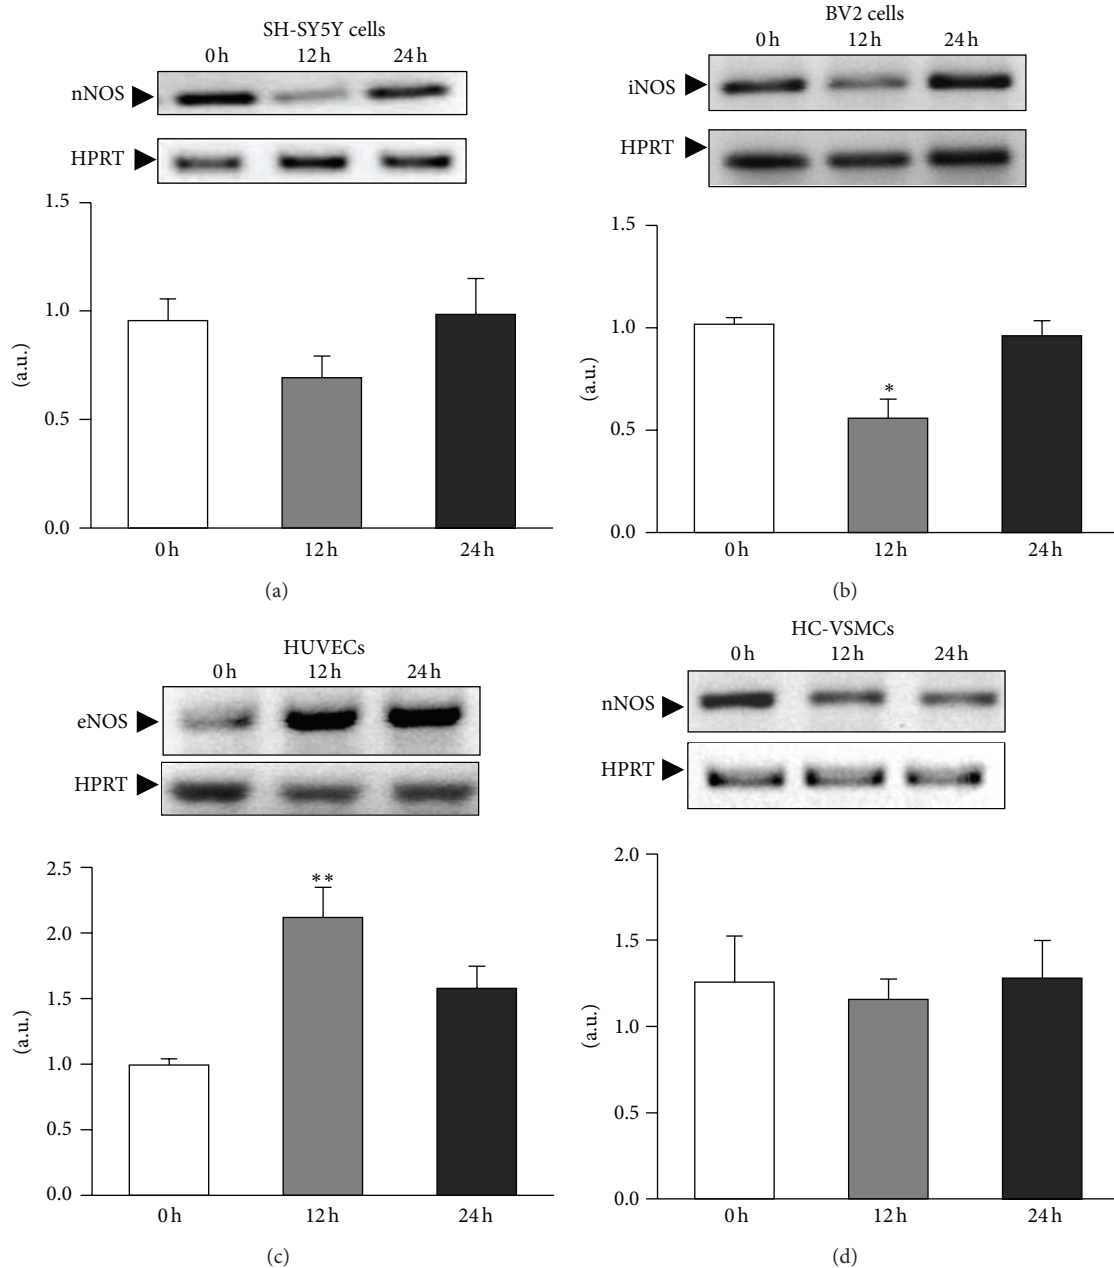 SH-SY5Y cells
0 h 12 h 24 h
nNOS
HPRT
1.5
1.0
0.5
0.0
(a.u.)
0 h 12 h 24 h
(a)
BV2 cells
0 h 12 h 24 h
iNOS
HPRT
1.5
1.0
0.5
0.0
(a.u.)
*
0 h 12 h 24 h
(b)
HUVECs
0 h 12 h 24 h
eNOS
HPRT
2.5
2.0
1.5
1.0
0.5
0.0
(a.u.)
**
0 h 12 h 24 h
(c)
HC-VSMCs
0 h 12 h 24 h
nNOS
HPRT
2.0
1.5
1.0
0.5
0.0
(a.u.)
0 h 12 h 24 h
(d)